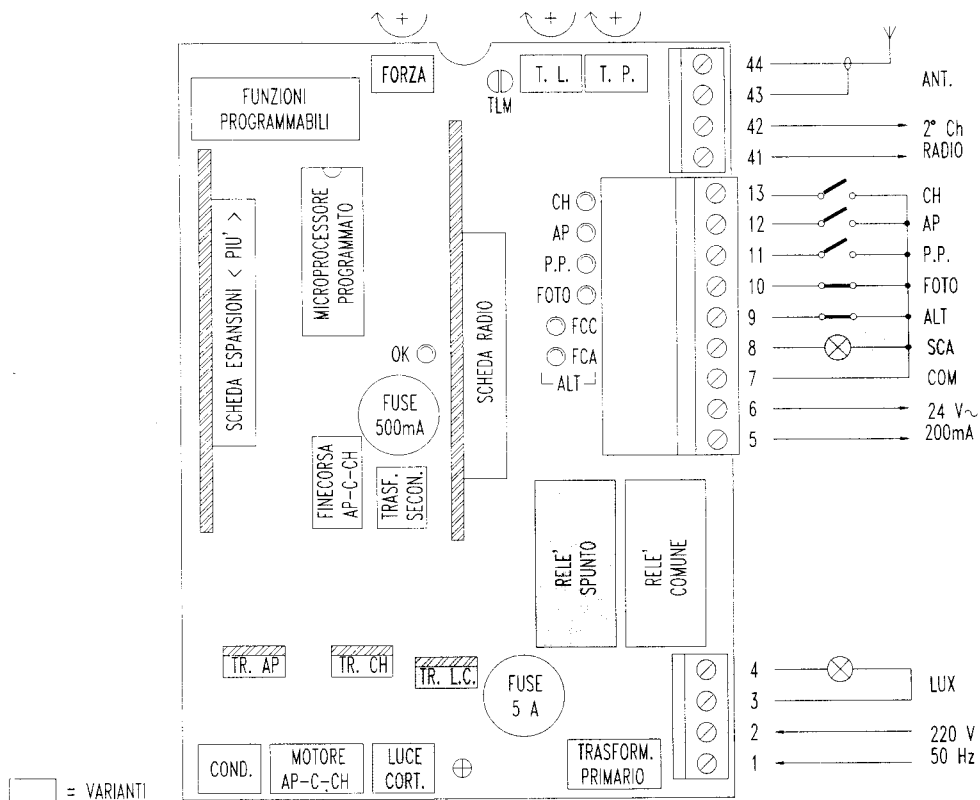 FORZA
T. L.
T. P.
TLM
FUNZIONI
PROGRAMMABILI
SCHEDA ESPANSIONI < PIU' >
MICROPROCESSORE
PROGRAMMATO
SCHEDA RADIO
OK
FUSE
500mA
FINECORSA
AP-C-CH
TRASF.
SECON.
CH
AP
P.P.
FOTO
FCC
FCA
ALT
RELE'
SPUNTO
RELE'
COMUNE
TR. AP
TR. CH
TR. L.C.
FUSE
5 A
COND.
MOTORE
AP-C-CH
LUCE
CORT.
TRASFORM.
PRIMARIO
44
ANT.
43
42
2° Ch
RADIO
41
13 CH
12 AP
11 P.P.
10 FOTO
9 ALT
8 SCA
7 COM
6 24 V~
5 200mA
4
LUX
3
2 220 V
1 50 Hz
= VARIANTI